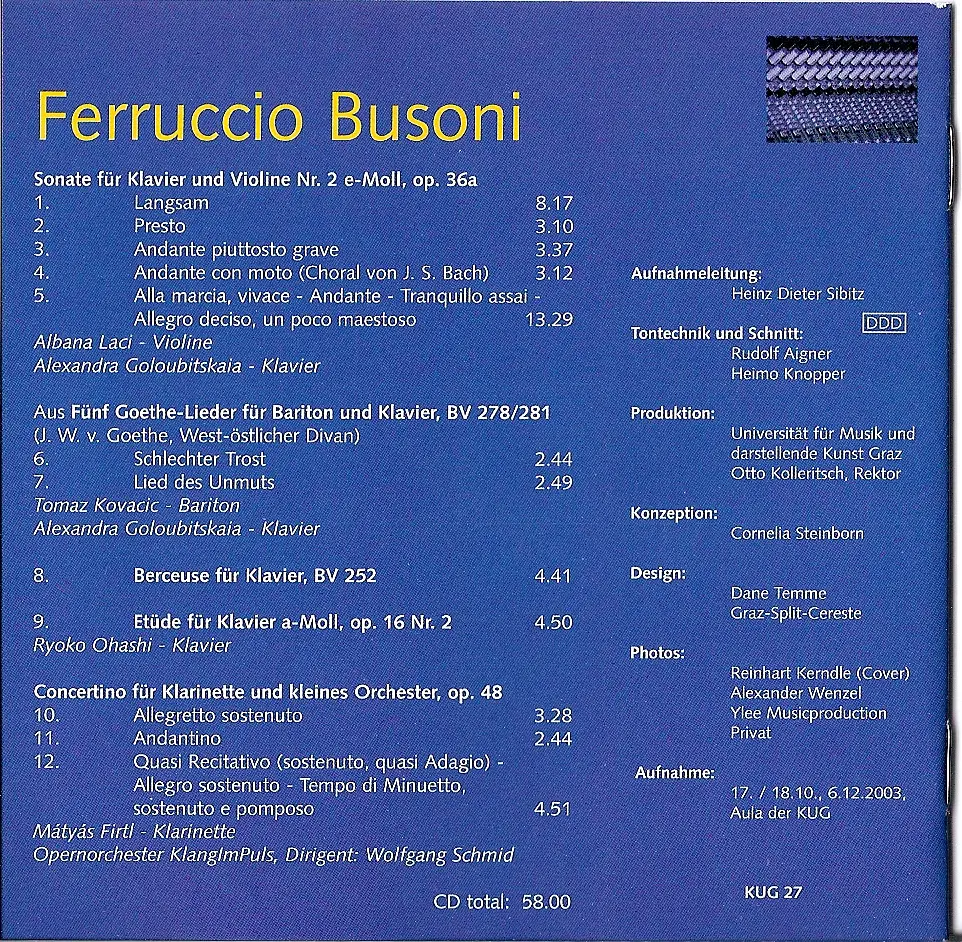 Ferruccio Busoni
Sonate für Klavier und Violine Nr. 2 e-Moll, op. 36a
1. Langsam 8.17
2. Presto 3.10
3. Andante piuttosto grave 3.37
4. Andante con moto (Choral von J. S. Bach) 3.12
5. Alla marcia, vivace - Andante - Tranquillo assai -
Allegro deciso, un poco maestoso 13.29
Albana Laci - Violine
Alexandra Goloubitskaia - Klavier
Aus Fünf Goethe-Lieder für Bariton und Klavier, BV 278/281
(J. W. v. Goethe, West-östlicher Divan)
6. Schlechter Trost 2.44
7. Lied des Unmuts 2.49
Tomaz Kovacic - Bariton
Alexandra Goloubitskaia - Klavier
8. Berceuse für Klavier, BV 252 4.41
9. Etüde für Klavier a-Moll, op. 16 Nr. 2 4.50
Ryoko Ohashi - Klavier
Concertino für Klarinette und kleines Orchester, op. 48
10. Allegretto sostenuto 3.28
11. Andantino 2.44
12. Quasi Recitativo (sostenuto, quasi Adagio) -
Allegro sostenuto - Tempo di Minuetto,
sostenuto e pomposo 4.51
Mátyás Firtl - Klarinette
Opernorchester KlangImPuls, Dirigent: Wolfgang Schmid
CD total: 58.00
Aufnahmeleitung:
Heinz Dieter Sibitz
DDD
Tontechnik und Schnitt:
Rudolf Aigner
Heimo Knopper
Produktion:
Universität für Musik und
darstellende Kunst Graz
Otto Kolleritsch, Rektor
Konzeption:
Cornelia Steinborn
Design:
Dane Temme
Graz-Split-Cereste
Photos:
Reinhart Kerndle (Cover)
Alexander Wenzel
Ylee Musicproduction
Privat
Aufnahme:
17. / 18.10., 6.12.2003,
Aula der KUG
KUG 27